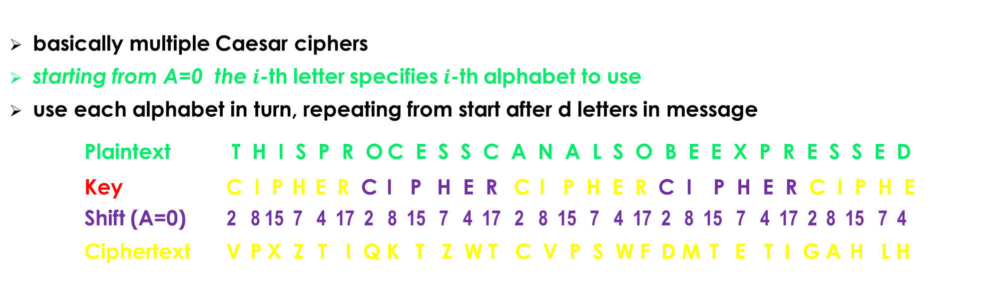 ➢ basically multiple Caesar ciphers
➢ starting from A=0 the i-th letter specifies i-th alphabet to use
➢ use each alphabet in turn, repeating from start after d letters in message
Plaintext T H I S P R O C E S S C A N A L S O B E E X P R E S S E D
Key C I P H E R C I P H E R C I P H E R C I P H E R C I P H E
Shift (A=0) 2 8 15 7 4 17 2 8 15 7 4 17 2 8 15 7 4 17 2 8 15 7 4 17 2 8 15 7 4
Ciphertext V P X Z T I Q K T Z W T C V P S W F D M T E T I G A H L H